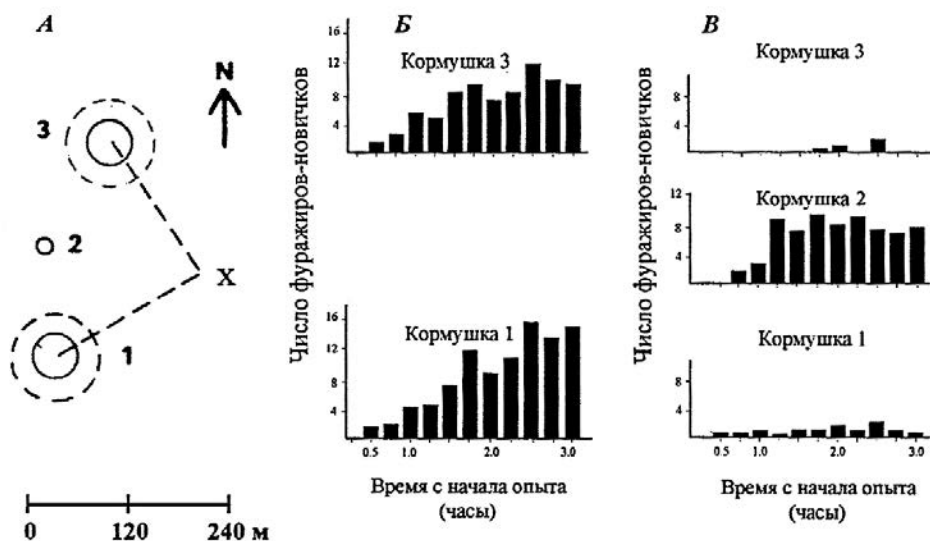 А
N
3
2
X
1
0 120 240 м
Б
16
12
8
4
Кормушка 3
16
12
8
4
Кормушка 1
0.5 1.0 2.0 3.0
Число фуражиров-новичков
Время с начала опыта
(часы)
В
Кормушка 3
8
4
12
8
4
Кормушка 2
Кормушка 1
8
4
0.5 1.0 2.0 3.0
Число фуражиров-новичков
Время с начала опыта
(часы)